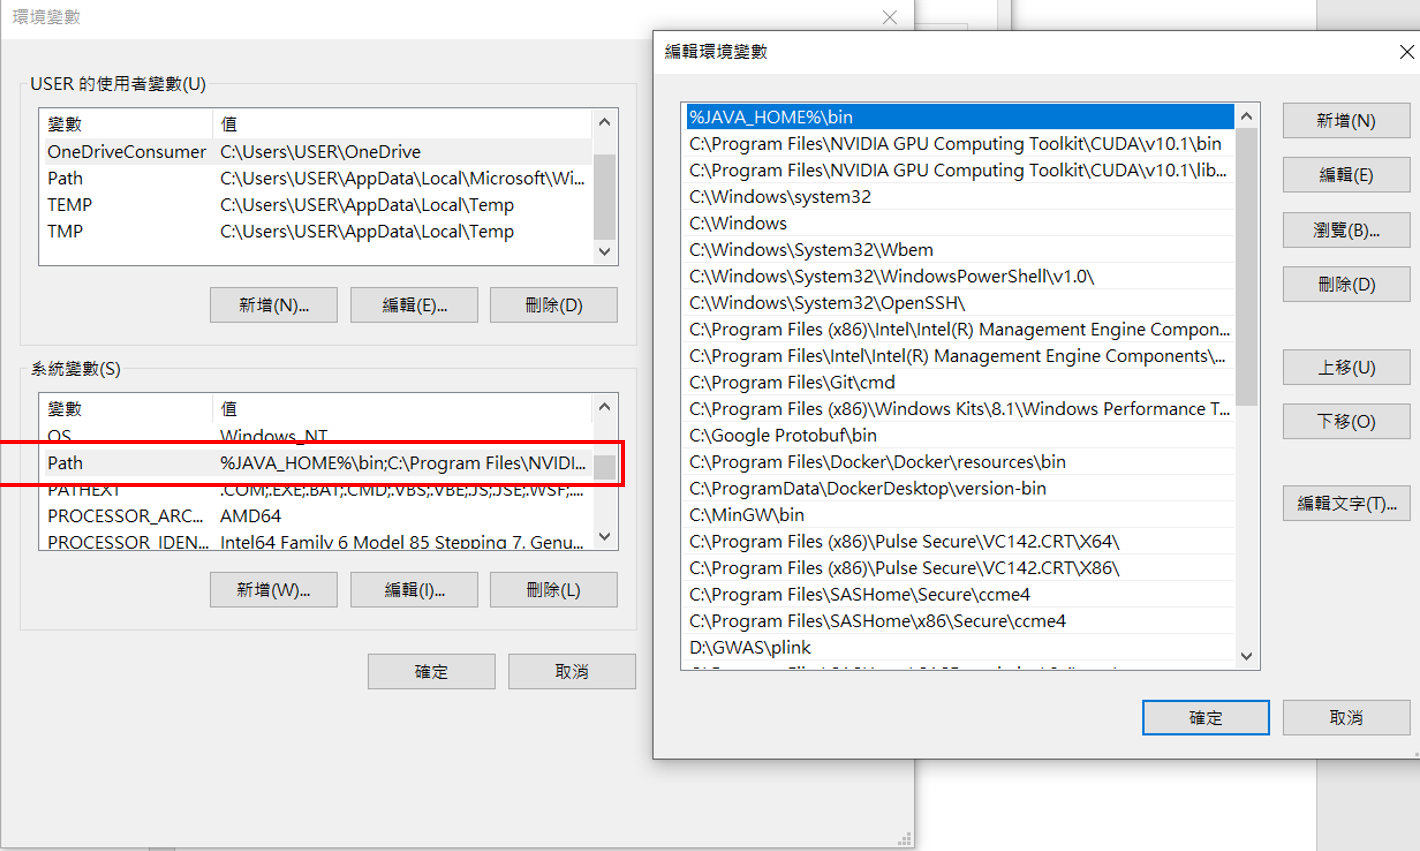 環境變數
USER 的使用者變數(U)
變數 值
OneDriveConsumer C:\Users\USER\OneDrive
Path C:\Users\USER\AppData\Local\Microsoft\Wi...
TEMP C:\Users\USER\AppData\Local\Temp
TMP C:\Users\USER\AppData\Local\Temp
新增(N)... 編輯(E)... 刪除(D)
系統變數(S)
變數 值
OS Windows_NT
Path %JAVA_HOME%\bin;C:\Program Files\NVIDI...
PATHEXT .COM;.EXE;.BAT;.CMD;.VBS;.VBE;.JS;.JSE;.WSF;....
PROCESSOR_ARC... AMD64
PROCESSOR_IDEN... Intel64 Family 6 Model 85 Stepping 7, Genu...
新增(W)... 編輯(I)... 刪除(L)
確定 取消
編輯環境變數
%JAVA_HOME%\bin
C:\Program Files\NVIDIA GPU Computing Toolkit\CUDA\v10.1\bin
C:\Program Files\NVIDIA GPU Computing Toolkit\CUDA\v10.1\lib...
C:\Windows\system32
C:\Windows
C:\Windows\System32\Wbem
C:\Windows\System32\WindowsPowerShell\v1.0\
C:\Windows\System32\OpenSSH\
C:\Program Files (x86)\Intel\Intel(R) Management Engine Compon...
C:\Program Files\Intel\Intel(R) Management Engine Components\...
C:\Program Files\Git\cmd
C:\Program Files (x86)\Windows Kits\8.1\Windows Performance T...
C:\Google Protobuf\bin
C:\Program Files\Docker\Docker\resources\bin
C:\ProgramData\DockerDesktop\version-bin
C:\MinGW\bin
C:\Program Files (x86)\Pulse Secure\VC142.CRT\X64\
C:\Program Files (x86)\Pulse Secure\VC142.CRT\X86\
C:\Program Files\SASHome\Secure\ccme4
C:\Program Files\SASHome\x86\Secure\ccme4
D:\GWAS\plink
新增(N)
編輯(E)
瀏覽(B)...
刪除(D)
上移(U)
下移(O)
編輯文字(T)...
確定 取消